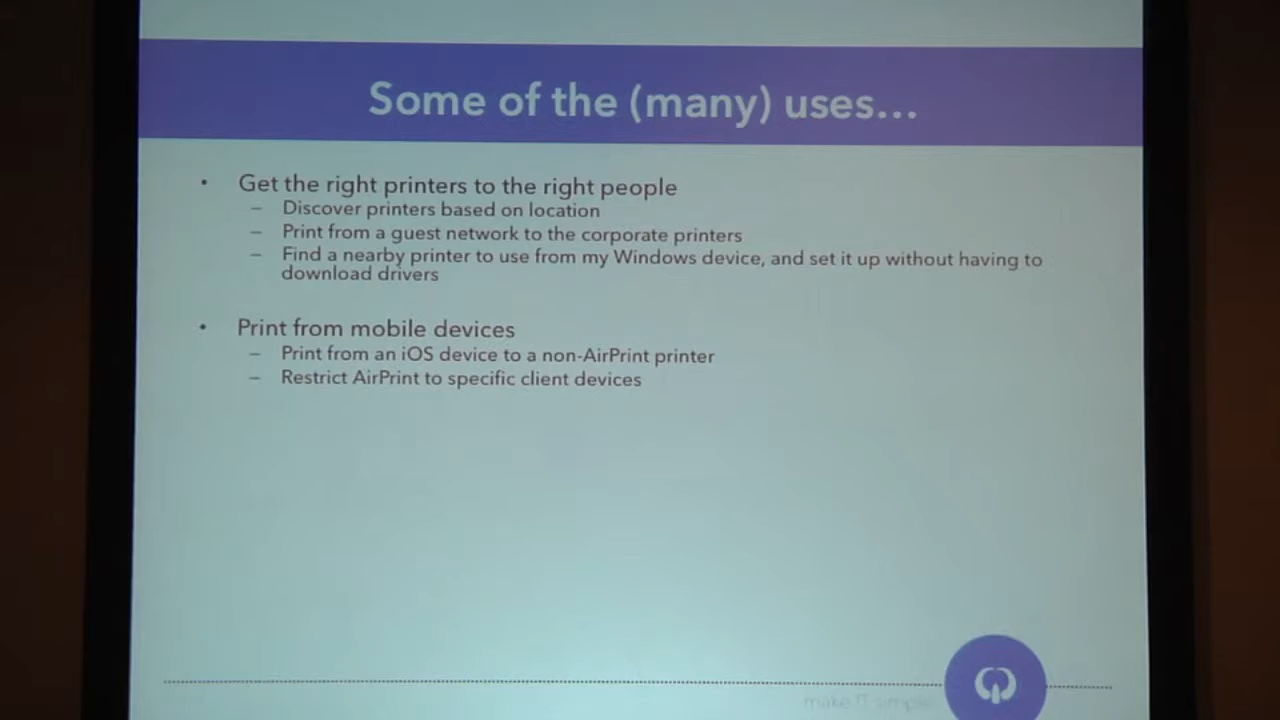 Some of the (many) uses...
• Get the right printers to the right people
– Discover printers based on location
– Print from a guest network to the corporate printers
– Find a nearby printer to use from my Windows device, and set it up without having to
download drivers
• Print from mobile devices
– Print from an iOS device to a non-AirPrint printer
– Restrict AirPrint to specific client devices
make IT simple